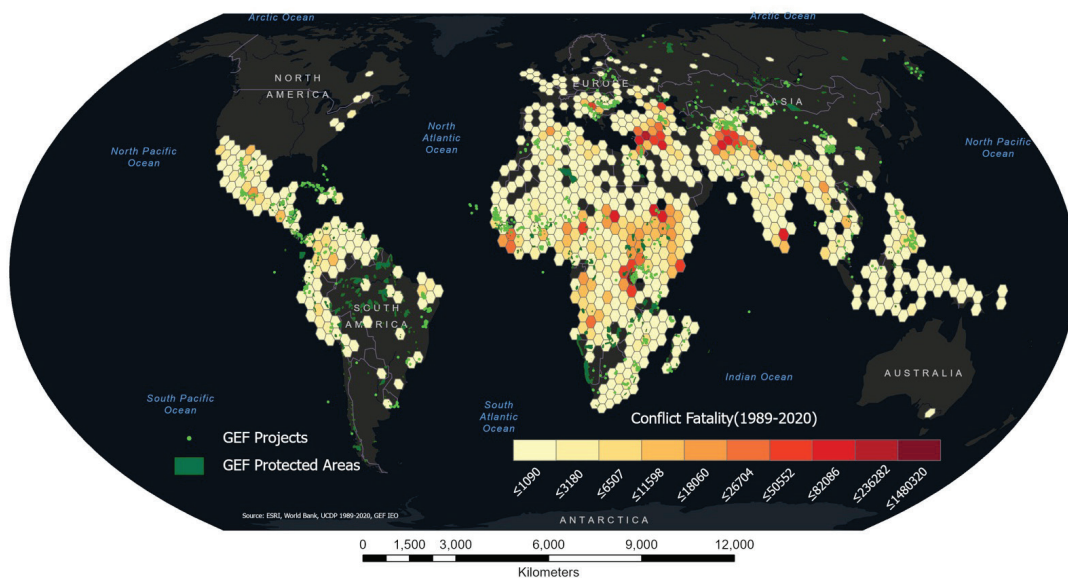 Arctic Ocean
Arctic Ocean
NORTH
AMERICA
EUROPE
ASIA
North Pacific
Ocean
North
Atlantic
Ocean
North Pacific
Ocean
SOUTH
AMERICA
AUSTRALIA
Indian Ocean
South Pacific
Ocean
South
Atlantic
Ocean
GEF Projects
GEF Protected Areas
Conflict Fatality(1989-2020)
≤1090 ≤3180 ≤6507 ≤11598 ≤18060 ≤26704 ≤50552 ≤82086 ≤236282 ≤1480320
Source: ESRI, World Bank, UCDP 1989-2020, GEF IEO
ANTARCTICA
0 1,500 3,000 6,000 9,000 12,000
Kilometers